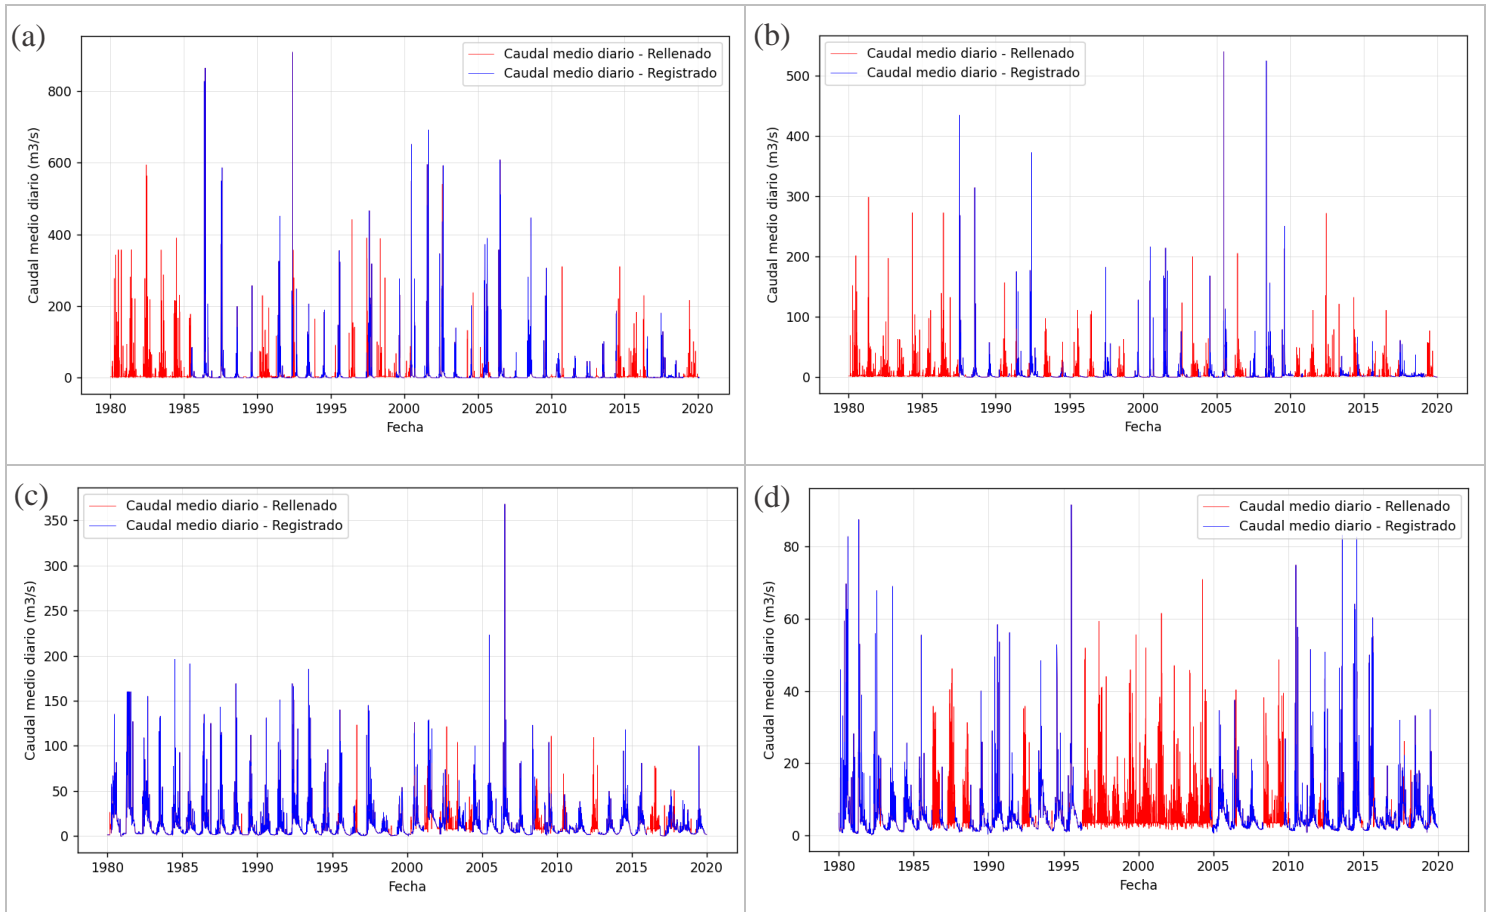 (a)
Caudal medio diario - Rellenado
Caudal medio diario - Registrado
Caudal medio diario (m3/s)
800
600
400
200
0
1980 1985 1990 1995 2000 2005 2010 2015 2020
Fecha
(b)
Caudal medio diario - Rellenado
Caudal medio diario - Registrado
Caudal medio diario (m3/s)
500
400
300
200
100
0
1980 1985 1990 1995 2000 2005 2010 2015 2020
Fecha
(c)
Caudal medio diario - Rellenado
Caudal medio diario - Registrado
Caudal medio diario (m3/s)
350
300
250
200
150
100
50
0
1980 1985 1990 1995 2000 2005 2010 2015 2020
Fecha
(d)
Caudal medio diario - Rellenado
Caudal medio diario - Registrado
Caudal medio diario (m3/s)
80
60
40
20
0
1980 1985 1990 1995 2000 2005 2010 2015 2020
Fecha